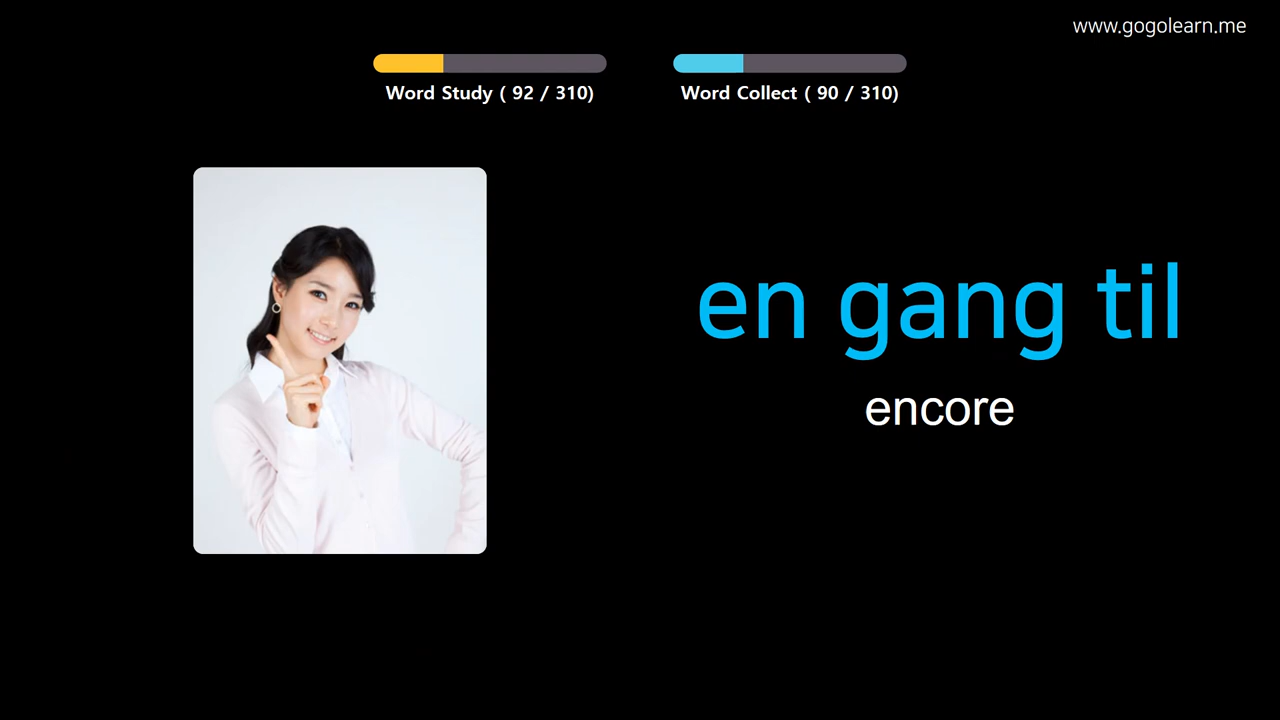 www.gogolearn.me
Word Study ( 92 / 310)
Word Collect ( 90 / 310)
en gang til
encore